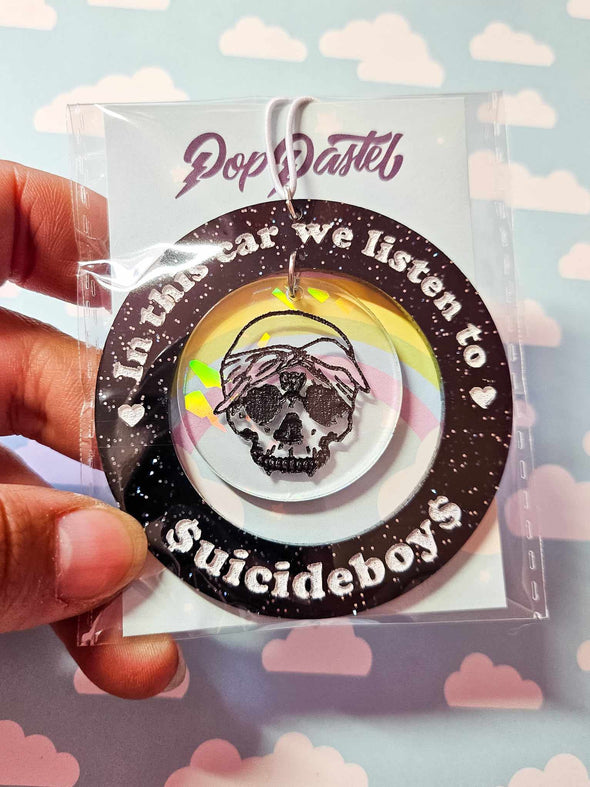 Pop Pastel
In this car we listen to
$uicideboy$